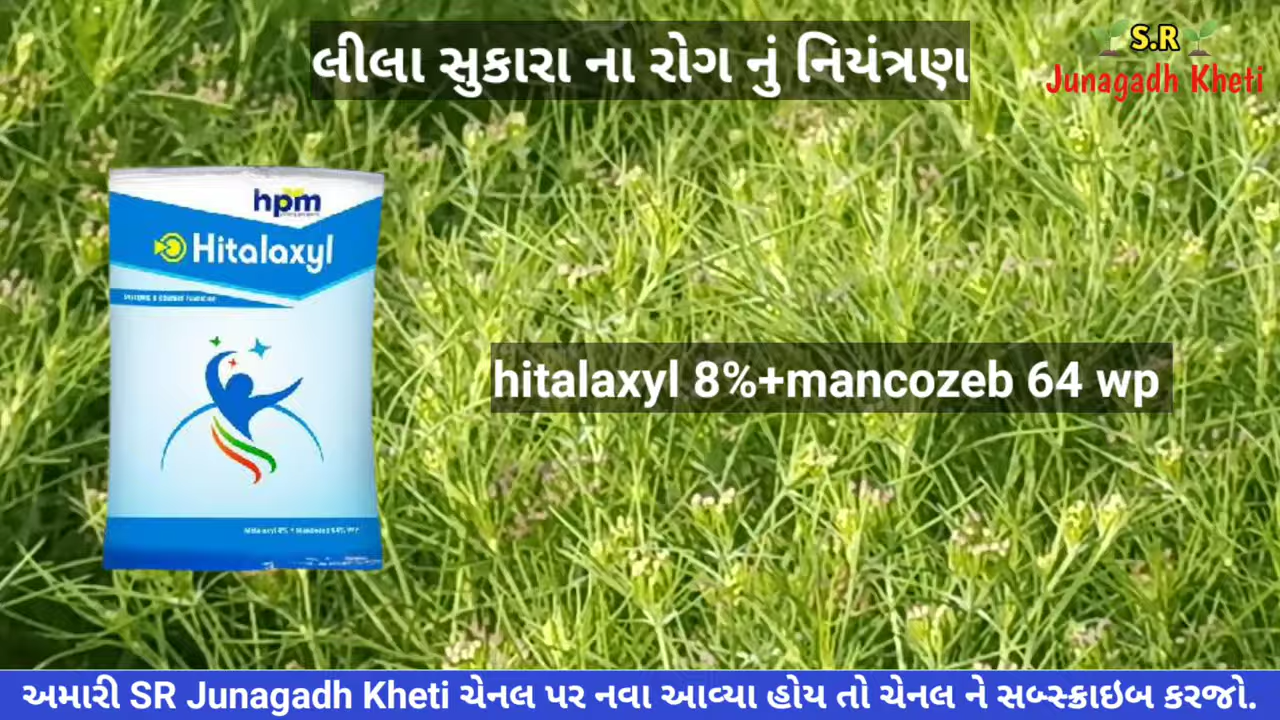 લીલા સુકારા ના રોગ નું નિયંત્રણ
S.R
Junagadh Kheti
hpm
Hitalaxyl
hitalaxyl 8%+mancozeb 64 wp
અમારી SR Junagadh Kheti ચેનલ પર નવા આવ્યા હોય તો ચેનલ ને સબ્સ્ક્રાઇબ કરજો.